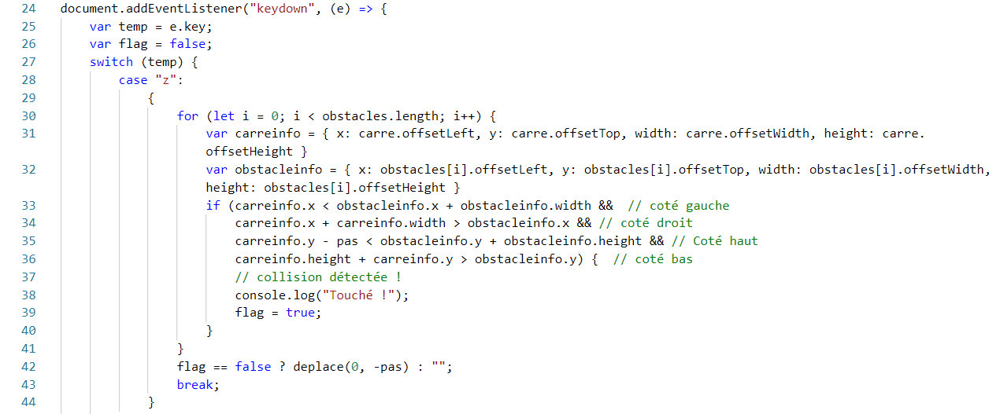 24 document.addEventListener("keydown", (e) => {
25 var temp = e.key;
26 var flag = false;
27 switch (temp) {
28 case "z":
29 {
30 for (let i = 0; i < obstacles.length; i++) {
31 var carreinfo = { x: carre.offsetLeft, y: carre.offsetTop, width: carre.offsetWidth, height: carre.
offsetHeight }
32 var obstacleinfo = { x: obstacles[i].offsetLeft, y: obstacles[i].offsetTop, width: obstacles[i].offsetWidth,
height: obstacles[i].offsetHeight }
33 if (carreinfo.x < obstacleinfo.x + obstacleinfo.width && // coté gauche
34 carreinfo.x + carreinfo.width > obstacleinfo.x && // coté droit
35 carreinfo.y - pas < obstacleinfo.y + obstacleinfo.height && // Coté haut
36 carreinfo.height + carreinfo.y > obstacleinfo.y) { // coté bas
37 // collision détectée !
38 console.log("Touché !");
39 flag = true;
40 }
41 }
42 flag == false ? deplace(0, -pas) : "";
43 break;
44 }